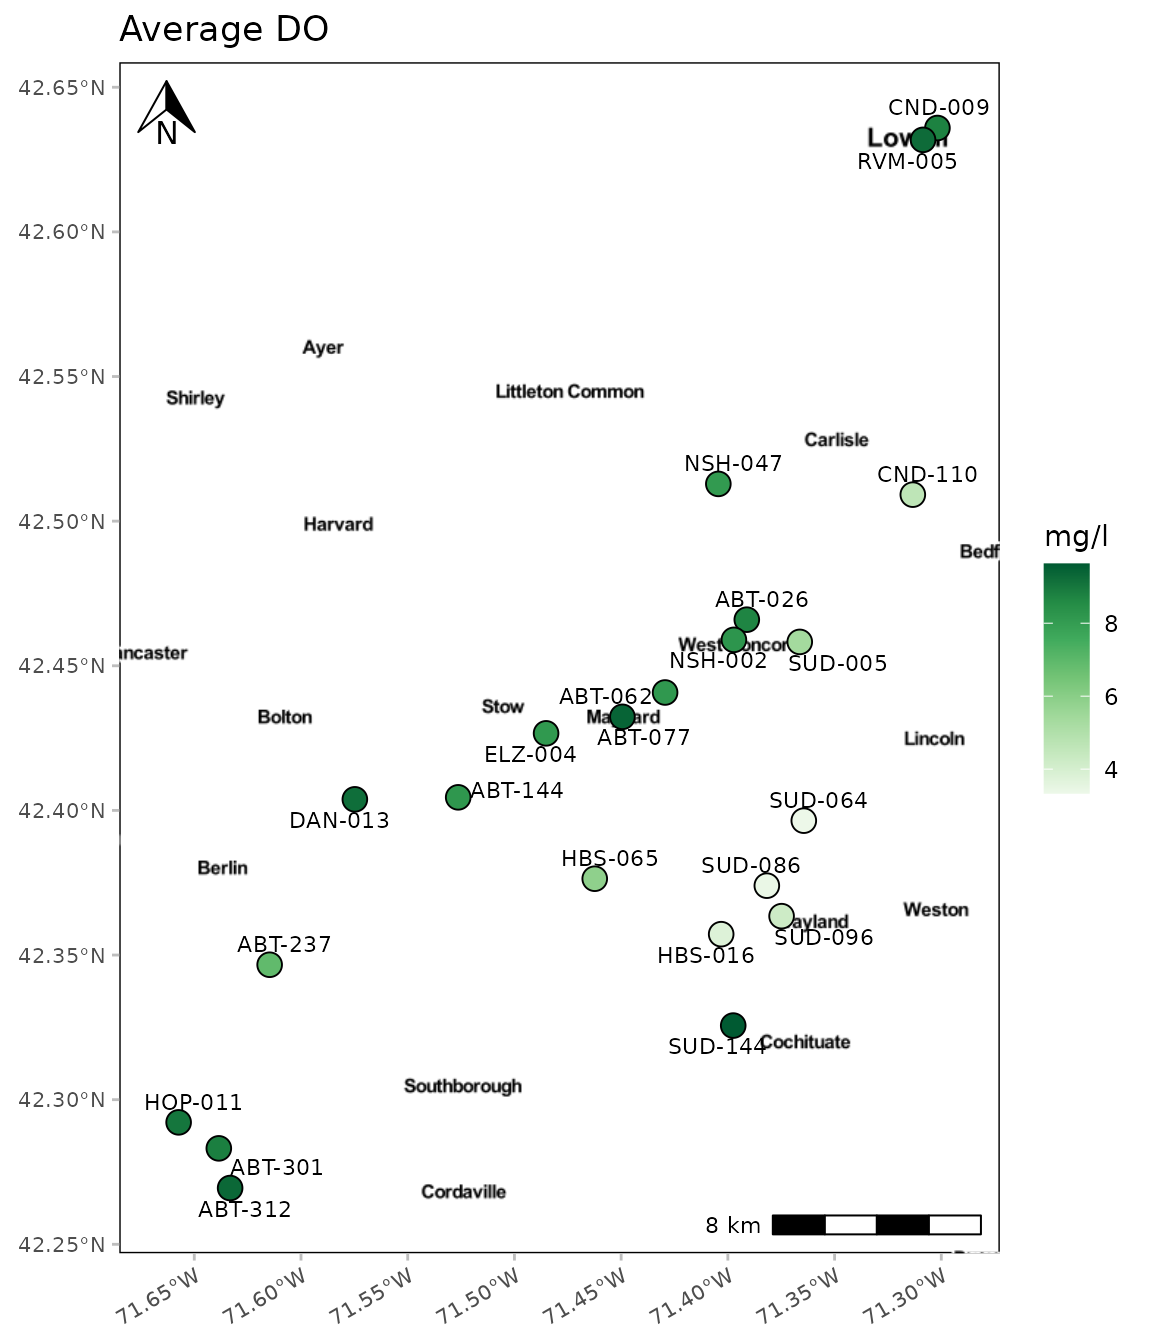 Average DO
42.65°N
N
CND-009
RVM-005
42.60°N
Ayer
42.55°N
Shirley
Littleton Common
Carlisle
NSH-047
CND-110
42.50°N
Harvard
Bedf
ABT-026
42.45°N
ancaster
NSH-002
SUD-005
Stow
ABT-062
Bolton
ABT-077
Lincoln
ELZ-004
ABT-144
42.40°N
DAN-013
SUD-064
HBS-065
SUD-086
Berlin
Weston
ayland
SUD-096
ABT-237
42.35°N
HBS-016
SUD-144
Cochituate
Southborough
42.30°N
HOP-011
ABT-301
ABT-312
Cordaville
8 km
42.25°N
71.65°W
71.60°W
71.55°W
71.50°W
71.45°W
71.40°W
71.35°W
71.30°W
mg/l
8
6
4